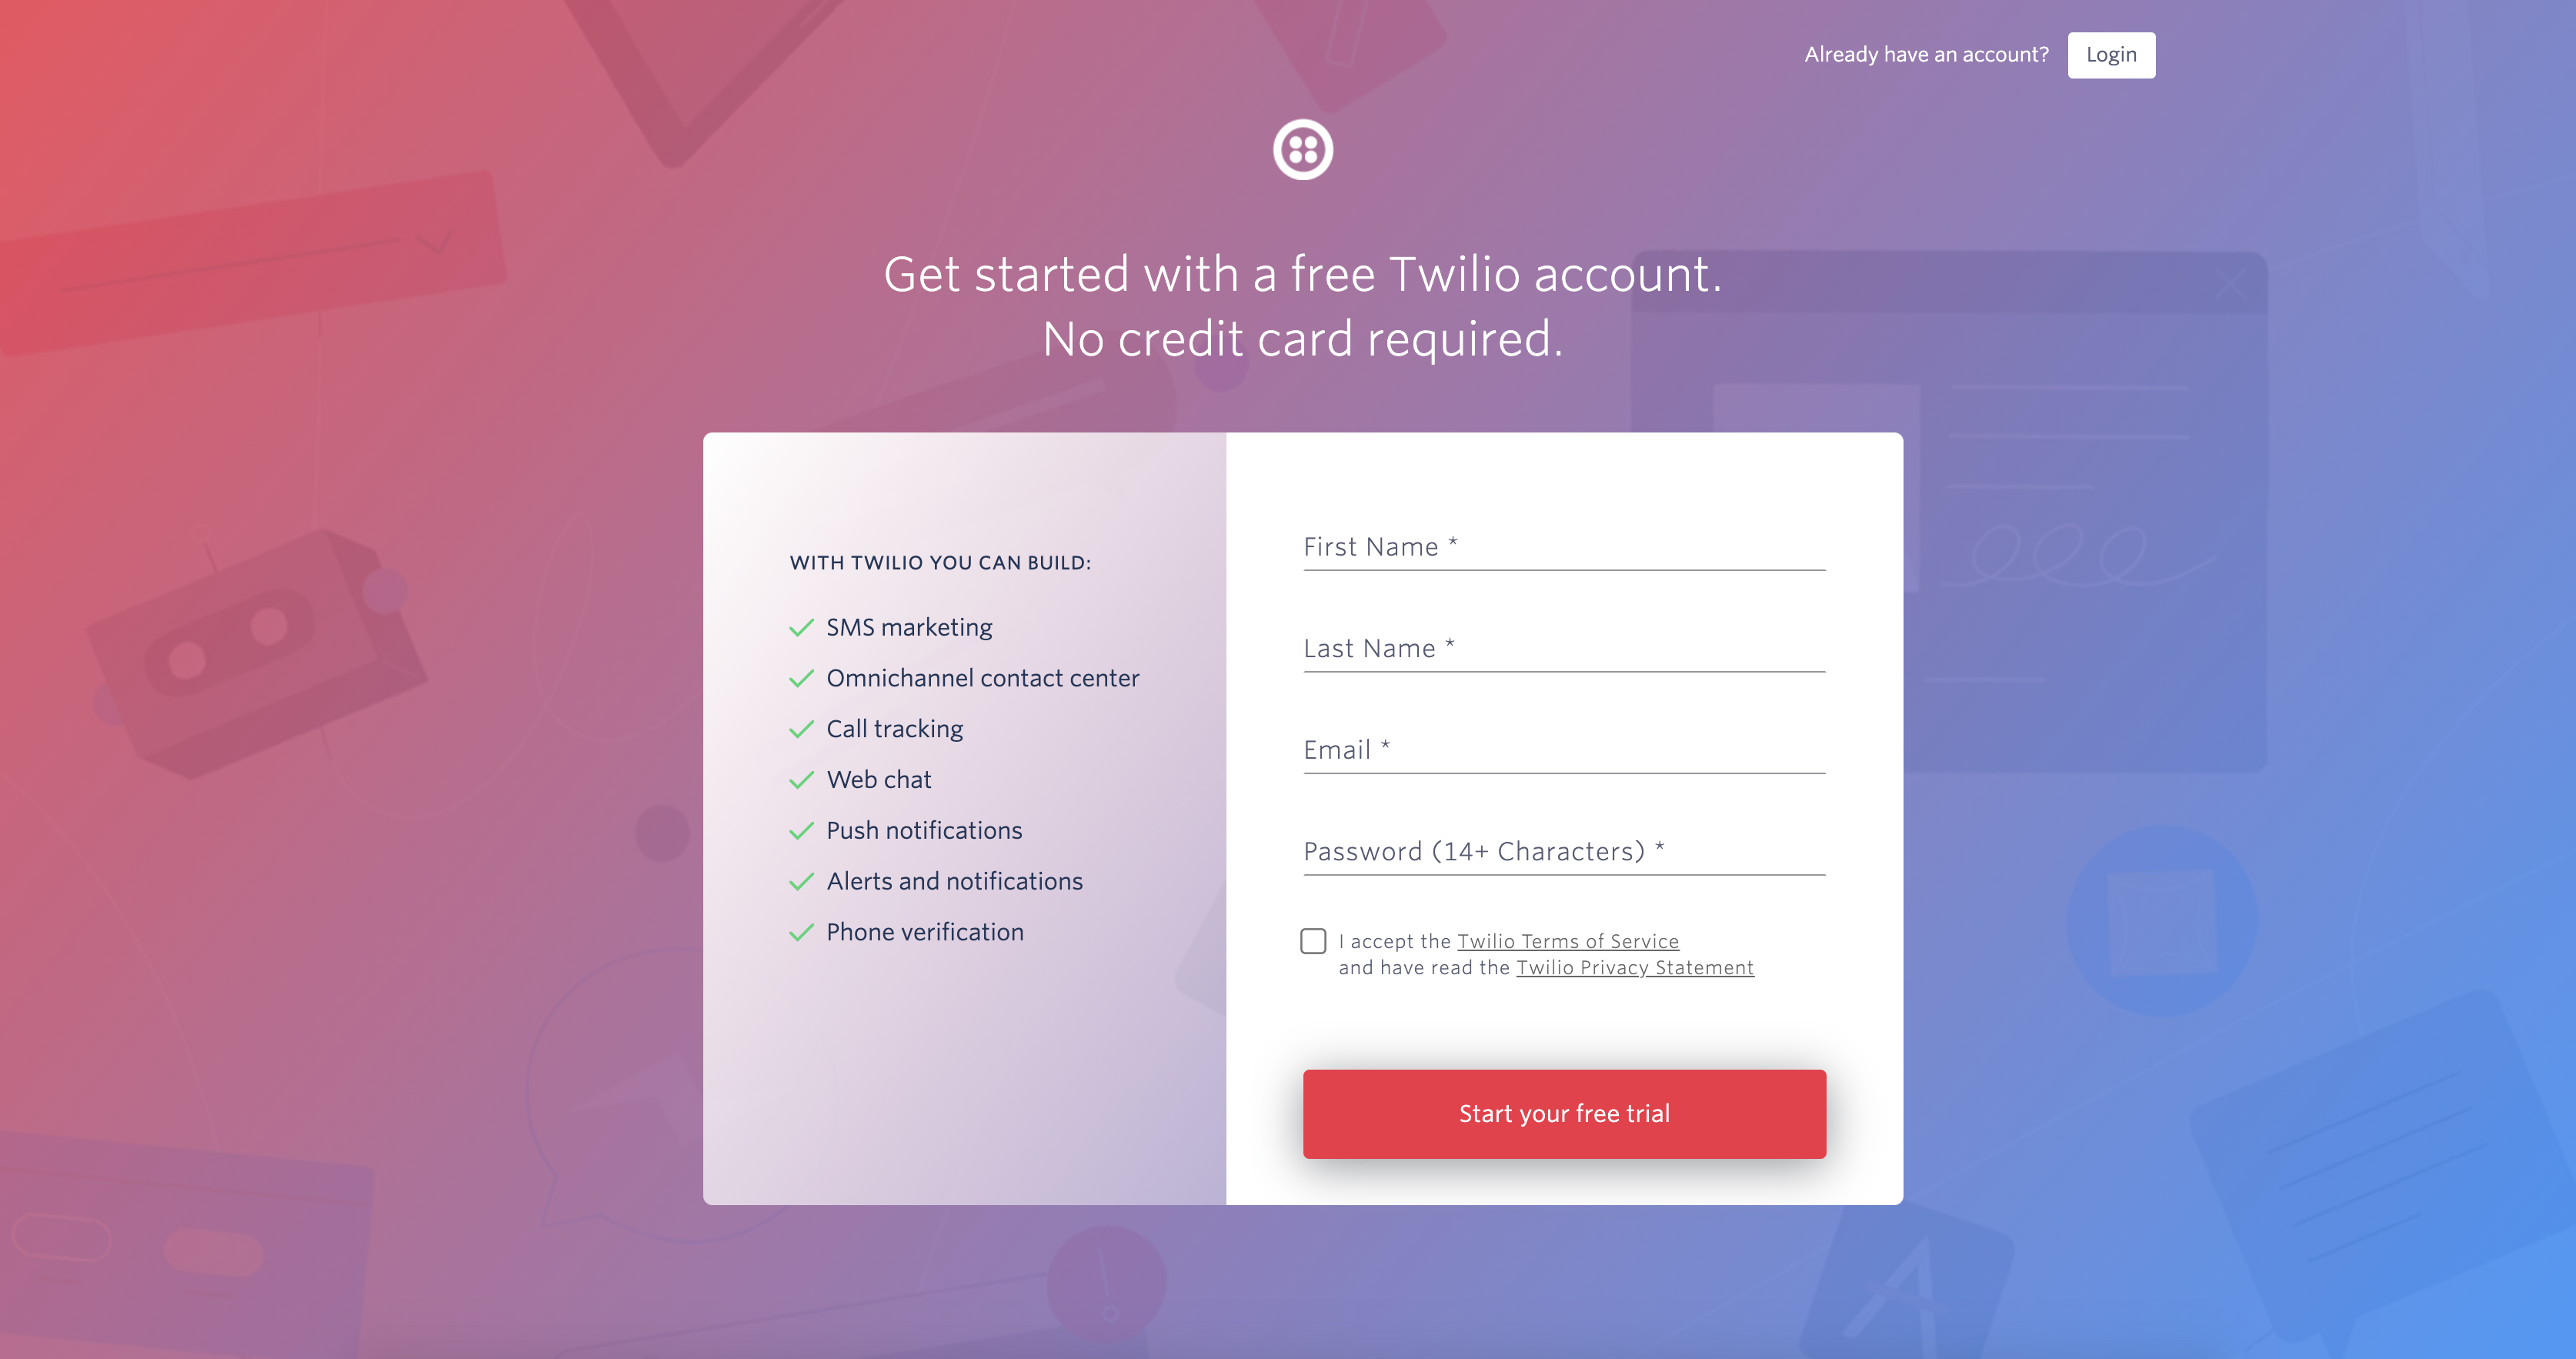 Already have an account?
Login
Get started with a free Twilio account.
No credit card required.
WITH TWILIO YOU CAN BUILD:
SMS marketing
Omnichannel contact center
Call tracking
Web chat
Push notifications
Alerts and notifications
Phone verification
First Name *
Last Name *
Email *
Password (14+ Characters) *
I accept the Twilio Terms of Service
and have read the Twilio Privacy Statement
Start your free trial